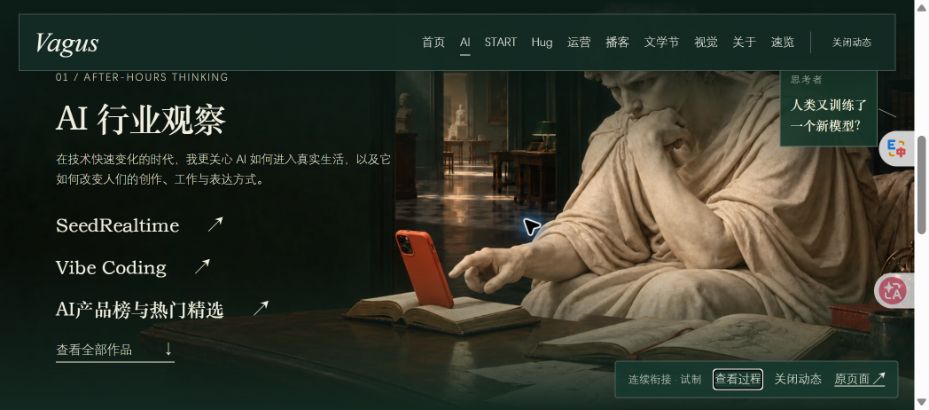 Vagus
首页 AI START Hug 运营 播客 文学节 视觉 关于 速览 关闭动态
01 / AFTER-HOURS THINKING
AI 行业观察
在技术快速变化的时代，我更关心 AI 如何进入真实生活，以及它
如何改变人们的创作、工作与表达方式。
SeedRealtime ↗
Vibe Coding ↗
AI产品榜与热门精选 ↗
查看全部作品 ↓
思考者
人类又训练了
一个新模型？
连续衔接 · 试制 查看过程 关闭动态 原页面 ↗